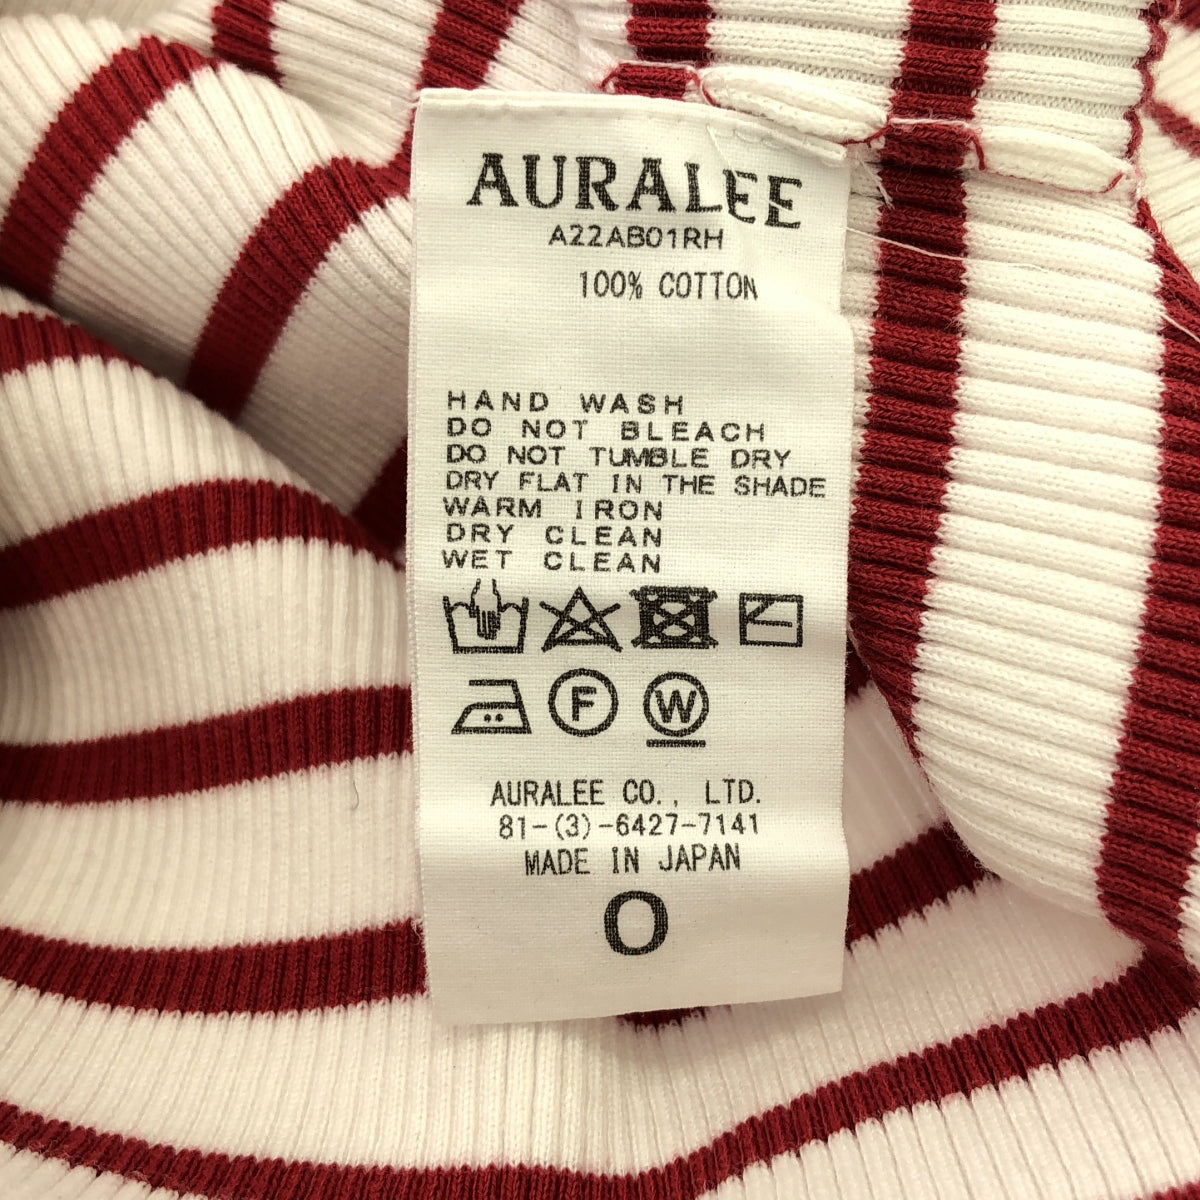 AURALEE
A22AB01RH
100% COTTON
HAND WASH
DO NOT BLEACH
DO NOT TUMBLE DRY
DRY FLAT IN THE SHADE
WARM IRON
DRY CLEAN
WET CLEAN
F W
AURALEE CO., LTD.
81-(3)-6427-7141
MADE IN JAPAN
0